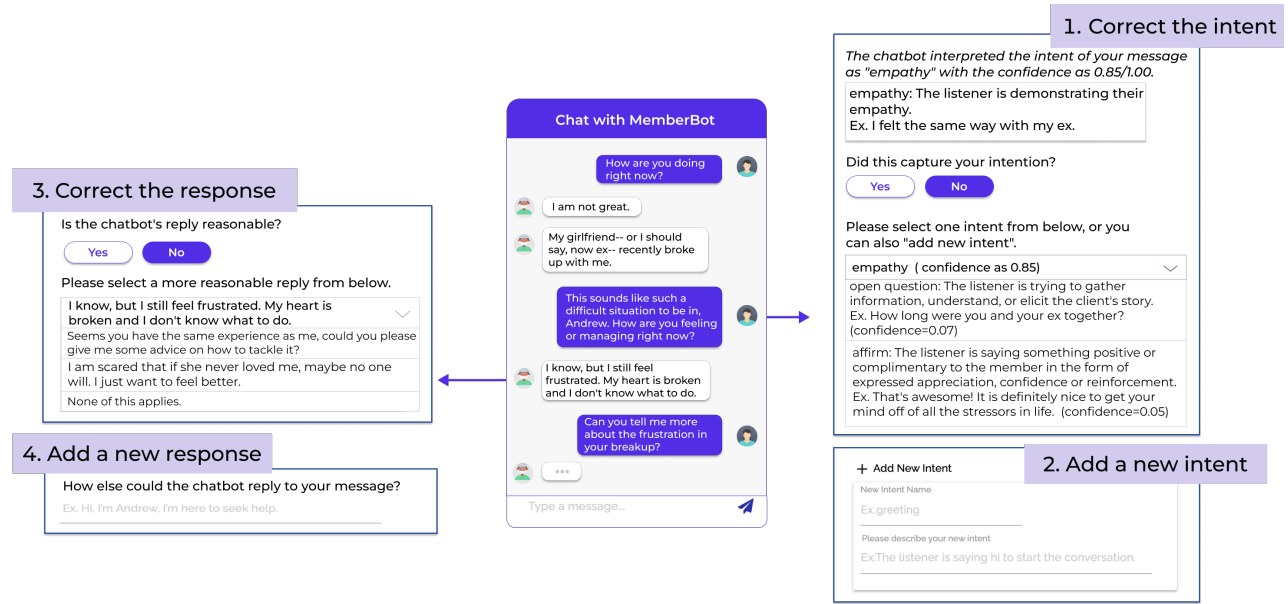 1. Correct the intent
The chatbot interpreted the intent of your message
as "empathy" with the confidence as 0.85/1.00.
empathy: The listener is demonstrating their
empathy.
Ex. I felt the same way with my ex.
Did this capture your intention?
Yes
No
Please select one intent from below, or you
can also "add new intent".
empathy ( confidence as 0.85)
open question: The listener is trying to gather
information, understand, or elicit the client's story.
Ex. How long were you and your ex together?
(confidence=0.07)
affirm: The listener is saying something positive or
complimentary to the member in the form of
expressed appreciation, confidence or reinforcement.
Ex. That's awesome! It is definitely nice to get your
mind off of all the stressors in life. (confidence=0.05)
2. Add a new intent
+ Add New Intent
New Intent Name
Ex.greeting
Please describe your new intent
Ex.The listener is saying hi to start the conversation.
Chat with MemberBot
How are you doing
right now?
I am not great.
My girlfriend-- or I should
say, now ex-- recently broke
up with me.
This sounds like such a
difficult situation to be in,
Andrew. How are you feeling
or managing right now?
I know, but I still feel
frustrated. My heart is broken
and I don't know what to do.
Can you tell me more
about the frustration in
your breakup?
Type a message...
3. Correct the response
Is the chatbot's reply reasonable?
Yes
No
Please select a more reasonable reply from below.
I know, but I still feel frustrated. My heart is
broken and I don't know what to do.
Seems you have the same experience as me, could you please
give me some advice on how to tackle it?
I am scared that if she never loved me, maybe no one
will. I just want to feel better.
None of this applies.
4. Add a new response
How else could the chatbot reply to your message?
Ex. Hi, I'm Andrew, I'm here to seek help.